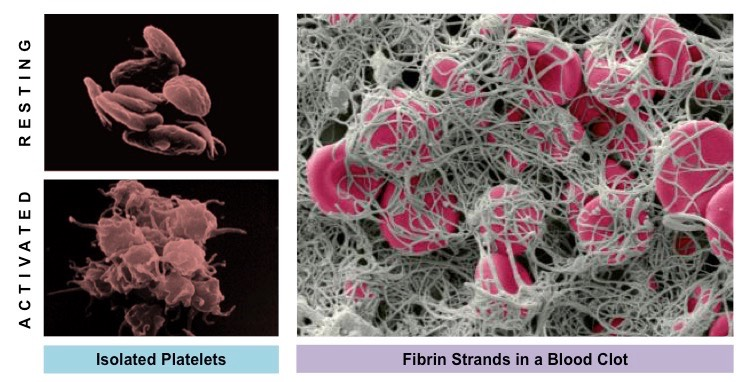 RESTING
ACTIVATED
Isolated Platelets
Fibrin Strands in a Blood Clot